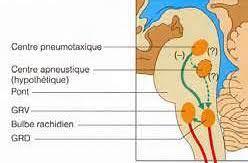 Centre pneumotaxique
Centre apneustique
(hypothétique)
Pont
GRV
Bulbe rachidien
GRD
(?)
(–)
(?)